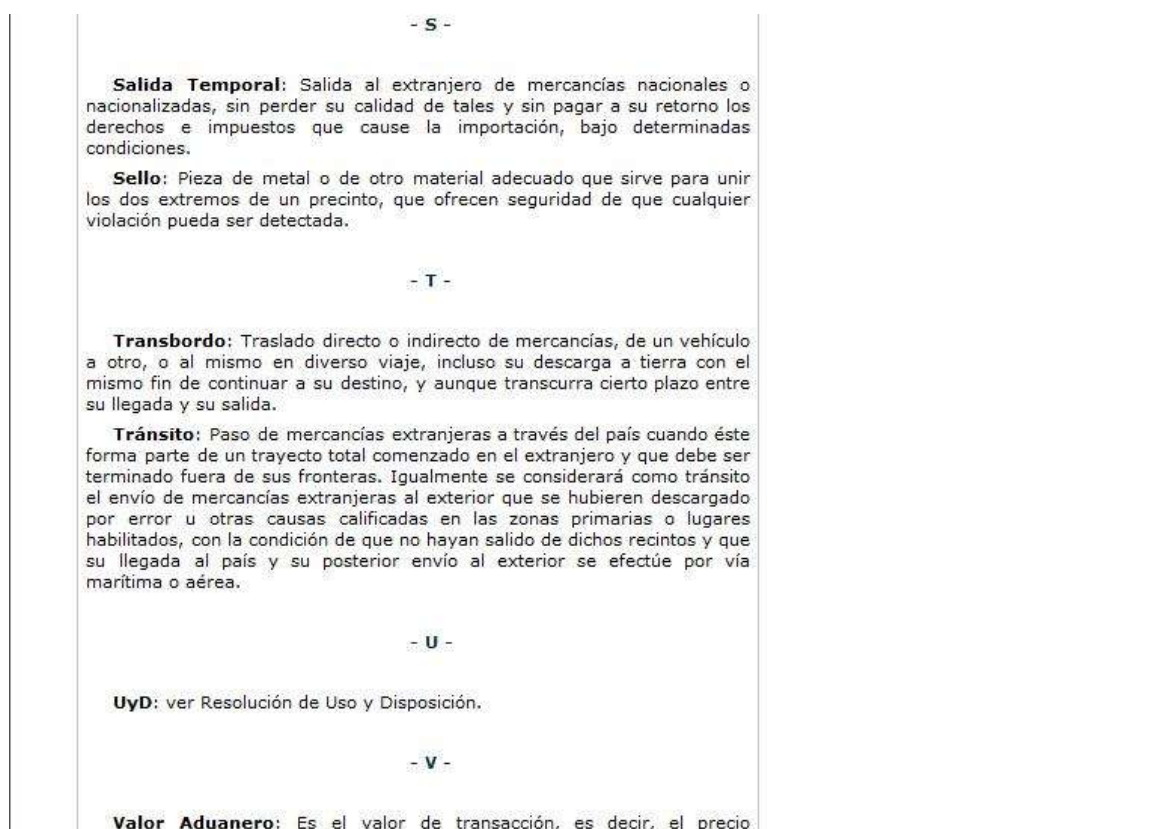 - S -
Salida Temporal: Salida al extranjero de mercancías nacionales o
nacionalizadas, sin perder su calidad de tales y sin pagar a su retorno los
derechos e impuestos que cause la importación, bajo determinadas
condiciones.
Sello: Pieza de metal o de otro material adecuado que sirve para unir
los dos extremos de un precinto, que ofrecen seguridad de que cualquier
violación pueda ser detectada.
- T -
Transbordo: Traslado directo o indirecto de mercancías, de un vehículo
a otro, o al mismo en diverso viaje, incluso su descarga a tierra con el
mismo fin de continuar a su destino, y aunque transcurra cierto plazo entre
su llegada y su salida.
Tránsito: Paso de mercancías extranjeras a través del país cuando éste
forma parte de un trayecto total comenzado en el extranjero y que debe ser
terminado fuera de sus fronteras. Igualmente se considerará como tránsito
el envío de mercancías extranjeras al exterior que se hubieren descargado
por error u otras causas calificadas en las zonas primarias o lugares
habilitados, con la condición de que no hayan salido de dichos recintos y que
su llegada al país y su posterior envío al exterior se efectúe por vía
marítima o aérea.
- U -
UyD: ver Resolución de Uso y Disposición.
- V -
Valor Aduanero: Es el valor de transacción, es decir, el precio